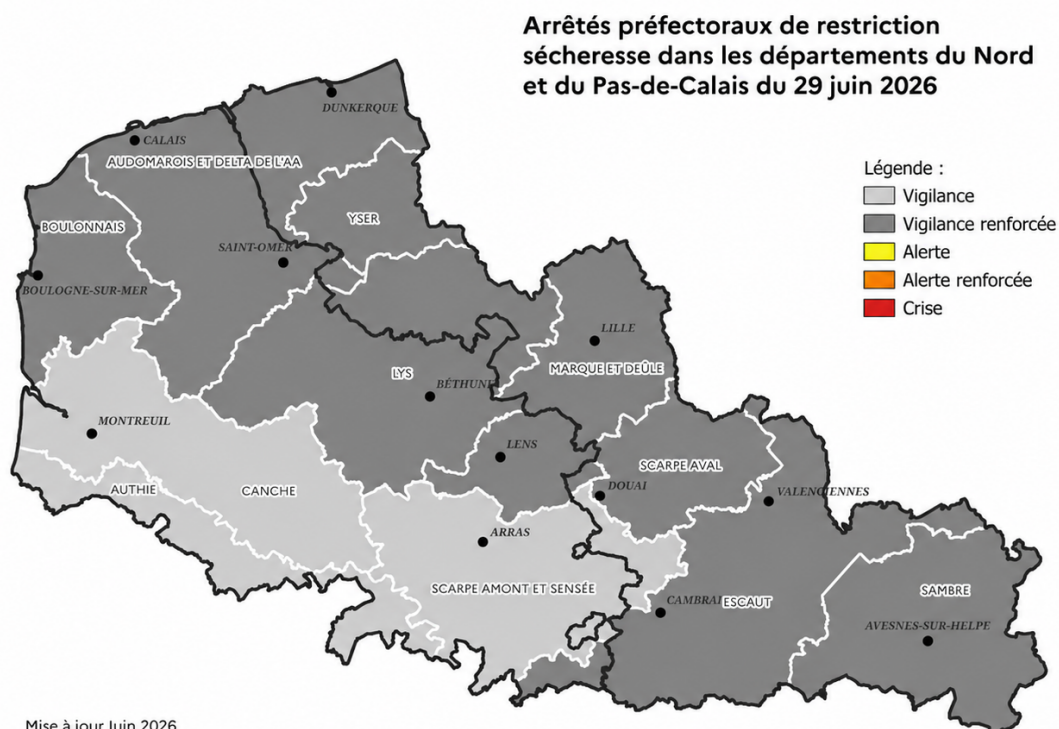 Arrêtés préfectoraux de restriction
sécheresse dans les départements du Nord
et du Pas-de-Calais du 29 juin 2026
Légende :
Vigilance
Vigilance renforcée
Alerte
Alerte renforcée
Crise
DUNKERQUE
CALAIS
AUDOMAROIS ET DELTA DE L'AA
YSER
BOULONNAIS
SAINT-OMER
BOULOGNE-SUR-MER
LILLE
MARQUE ET DEÛLE
LYS
BÉTHUNE
MONTREUIL
LENS
SCARPE AVAL
DOUAI
AUTHIE
CANCHE
VALENCIENNES
ARRAS
SCARPE AMONT ET SENSÉE
CAMBRAI
ESCAUT
SAMBRE
AVESNES-SUR-HELPE
Mise à jour Juin 2026